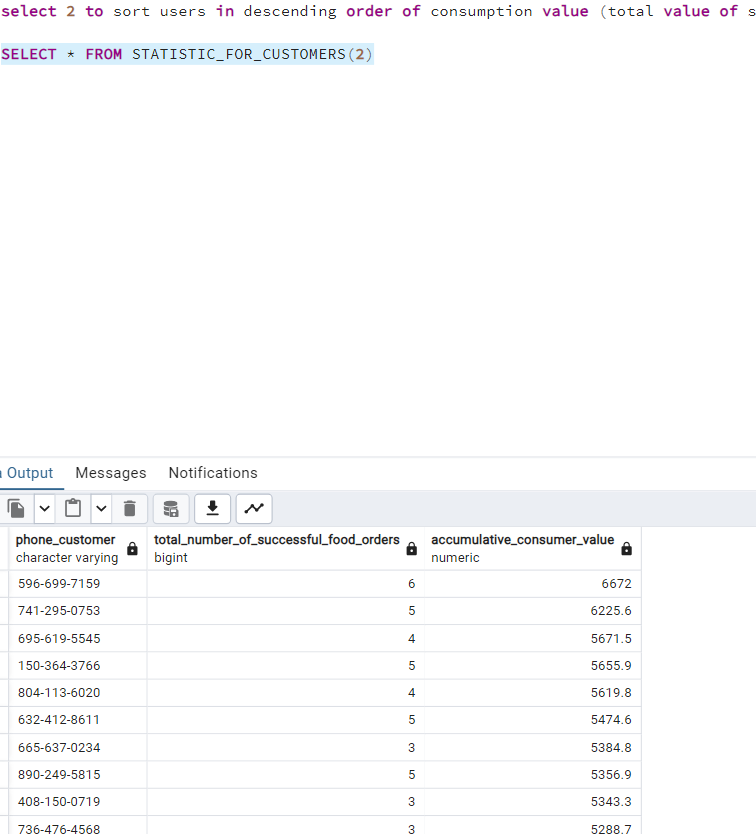 select 2 to sort users in descending order of consumption value (total value of s
SELECT * FROM STATISTIC_FOR_CUSTOMERS(2)
Output Messages Notifications
phone_customer total_number_of_successful_food_orders accumulative_consumer_value
character varying bigint numeric
596-699-7159 6 6672
741-295-0753 5 6225.6
695-619-5545 4 5671.5
150-364-3766 5 5655.9
804-113-6020 4 5619.8
632-412-8611 5 5474.6
665-637-0234 3 5384.8
890-249-5815 5 5356.9
408-150-0719 3 5343.3
736-476-4568 3 5288.7